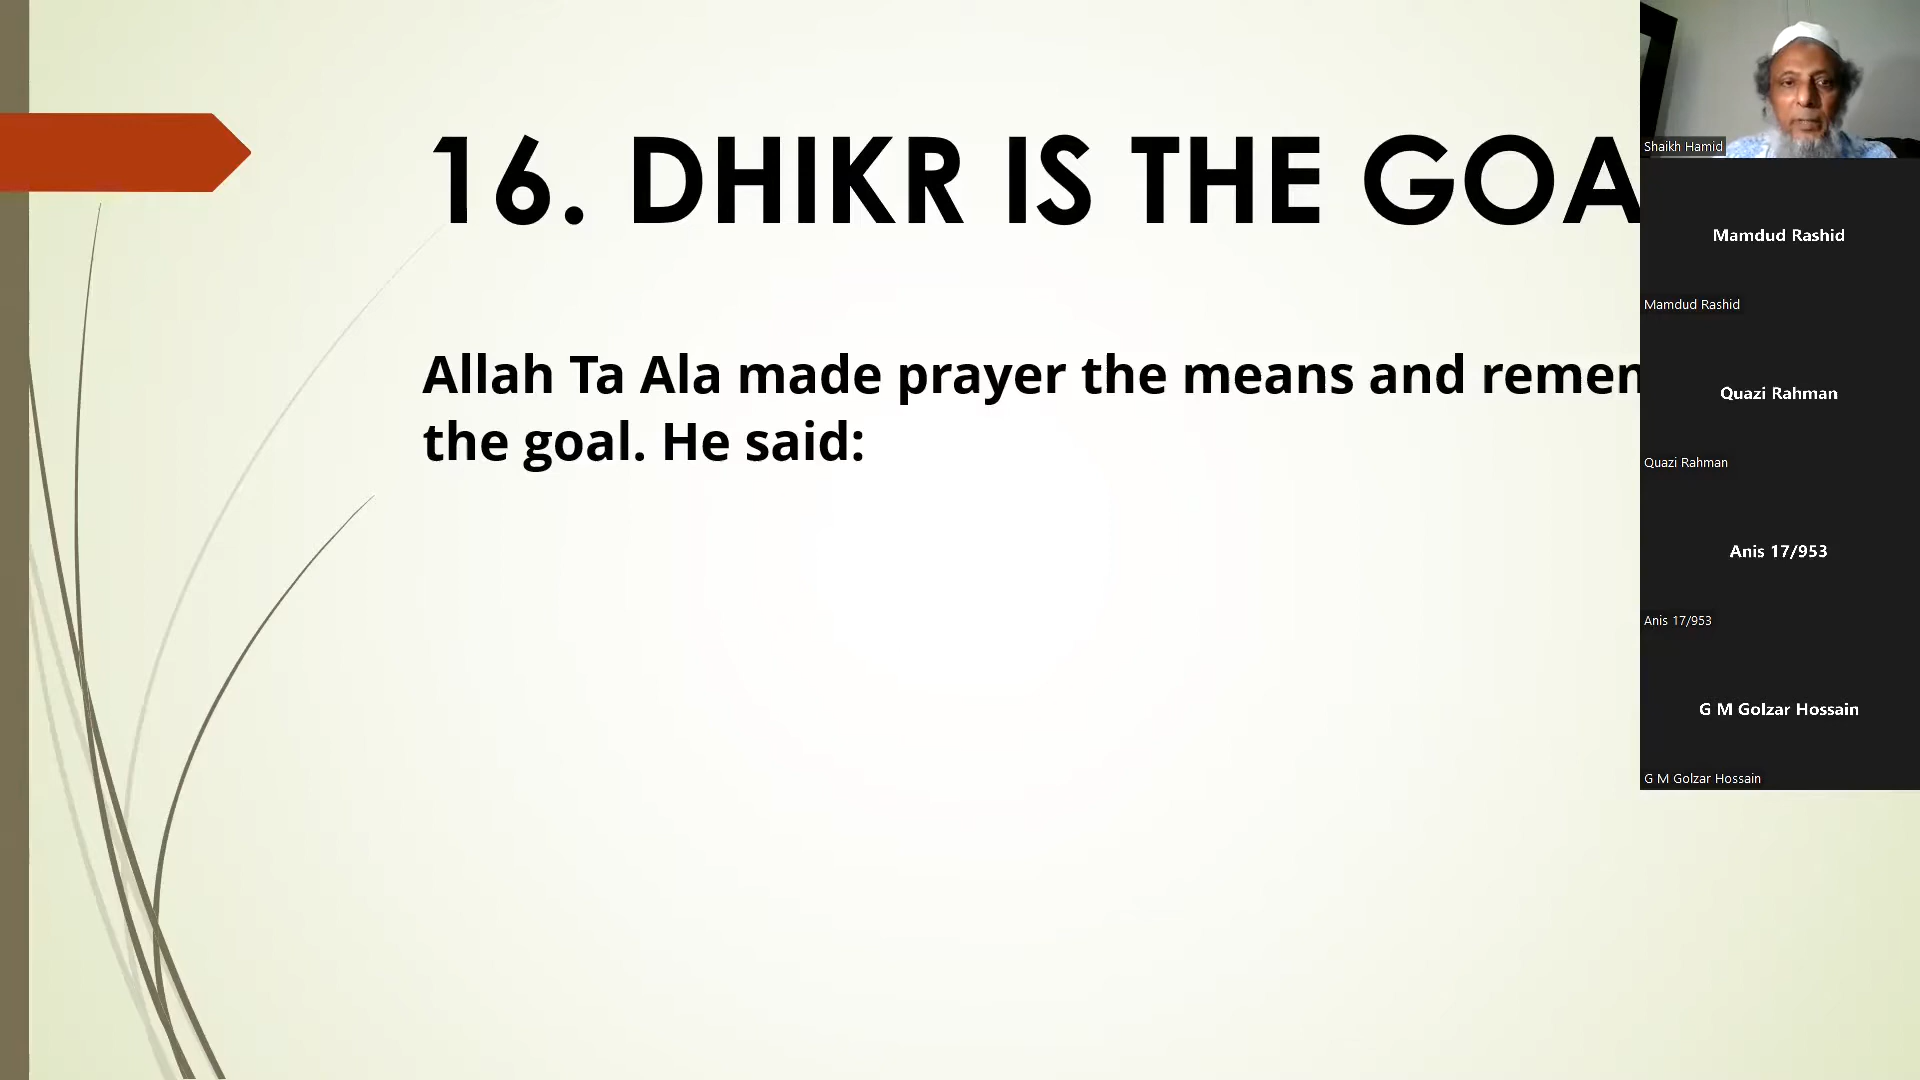 16. DHIKR IS THE GOA
Allah Ta Ala made prayer the means and remem
the goal. He said:
Shaikh Hamid
Mamdud Rashid
Mamdud Rashid
Quazi Rahman
Quazi Rahman
Anis 17/953
Anis 17/953
G M Golzar Hossain
G M Golzar Hossain